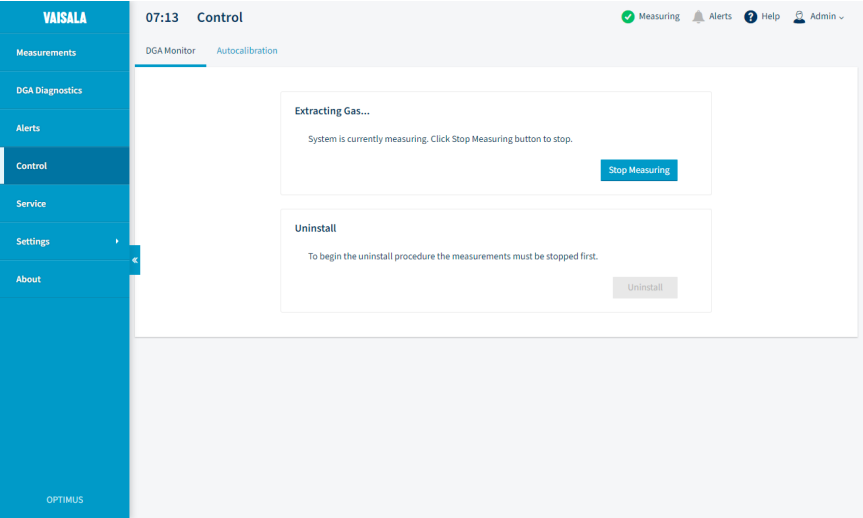 VAISALA
07:13 Control
Measuring
Alerts
Help
Admin
Measurements
DGA Diagnostics
Alerts
Control
Service
Settings
About
OPTIMUS
DGA Monitor
Autocalibration
Extracting Gas...
System is currently measuring. Click Stop Measuring button to stop.
Stop Measuring
Uninstall
To begin the uninstall procedure the measurements must be stopped first.
Uninstall